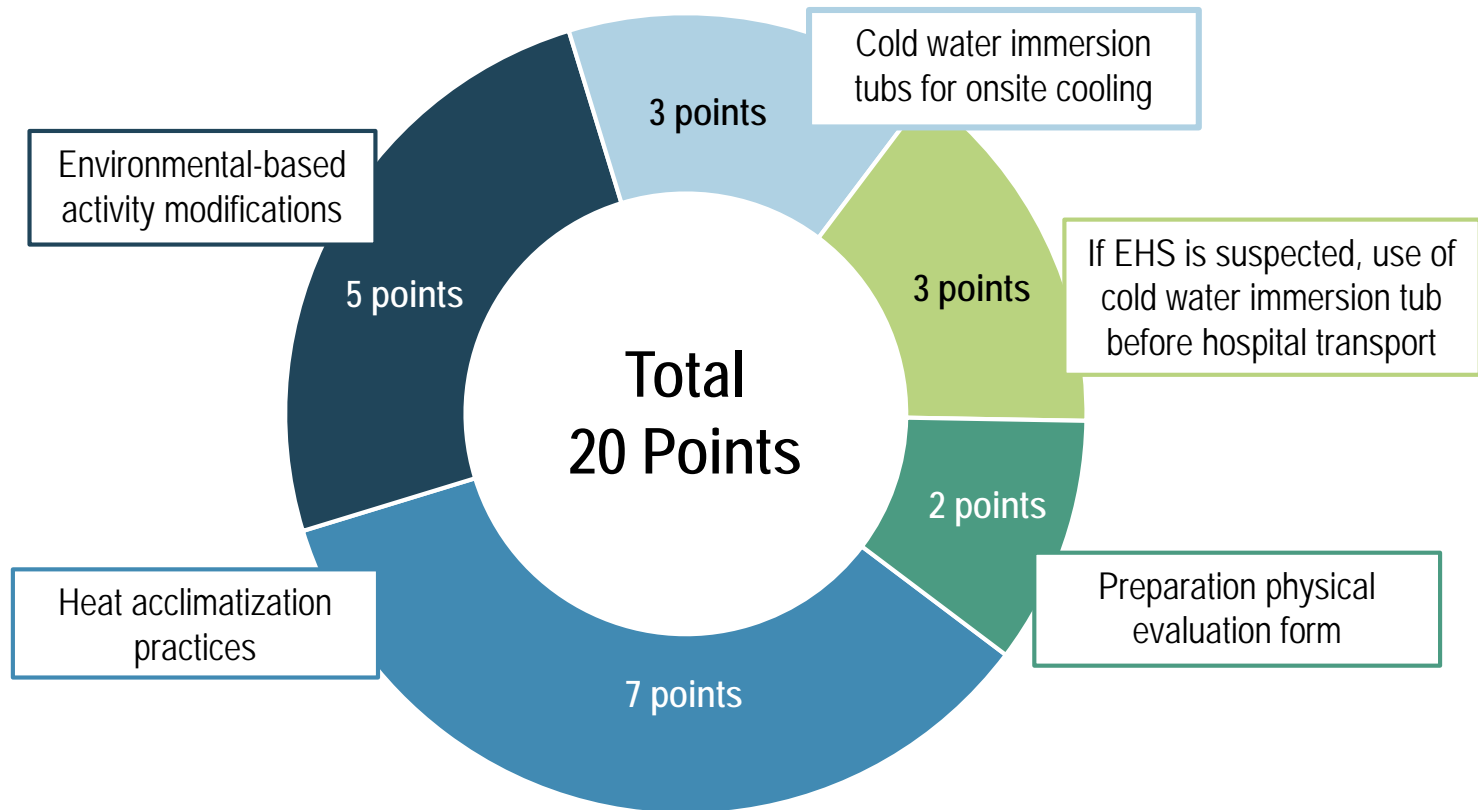 Cold water immersion
tubs for onsite cooling
3 points
Environmental-based
activity modifications
5 points
If EHS is suspected, use of
cold water immersion tub
before hospital transport
3 points
Total
20 Points
2 points
Preparation physical
evaluation form
Heat acclimatization
practices
7 points